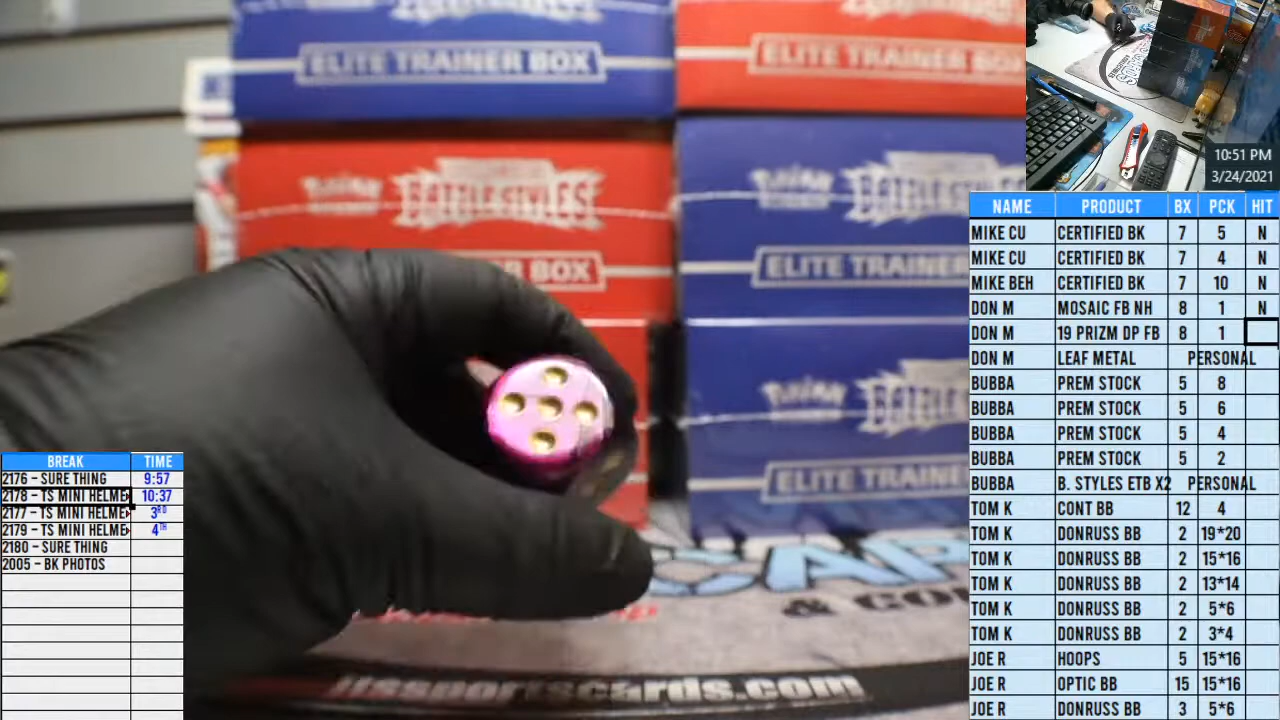 ELITE TRAINER BOX
ELITE TRAINER BOX
Pokémon
BATTLE STYLES
R BOX
ELITE TRAINER
ELITE TRAINER
CAR
& CO
itssportscards.com
10:51 PM
3/24/2021
NAME PRODUCT BX PCK HIT
MIKE CU CERTIFIED BK 7 5 N
MIKE CU CERTIFIED BK 7 4 N
MIKE BEH CERTIFIED BK 7 10 N
DON M MOSAIC FB NH 8 1 N
DON M 19 PRIZM DP FB 8 1
DON M LEAF METAL PERSONAL
BUBBA PREM STOCK 5 8
BUBBA PREM STOCK 5 6
BUBBA PREM STOCK 5 4
BUBBA PREM STOCK 5 2
BUBBA B. STYLES ETB X2 PERSONAL
TOM K CONT BB 12 4
TOM K DONRUSS BB 2 19*20
TOM K DONRUSS BB 2 15*16
TOM K DONRUSS BB 2 13*14
TOM K DONRUSS BB 2 5*6
TOM K DONRUSS BB 2 3*4
JOE R HOOPS 5 15*16
JOE R OPTIC BB 15 15*16
JOE R DONRUSS BB 3 5*6
BREAK TIME
2176 – SURE THING 9:57
2178 – TS MINI HELME 10:37
2177 – TS MINI HELME 3RD
2179 – TS MINI HELME 4TH
2180 – SURE THING
2005 – BK PHOTOS